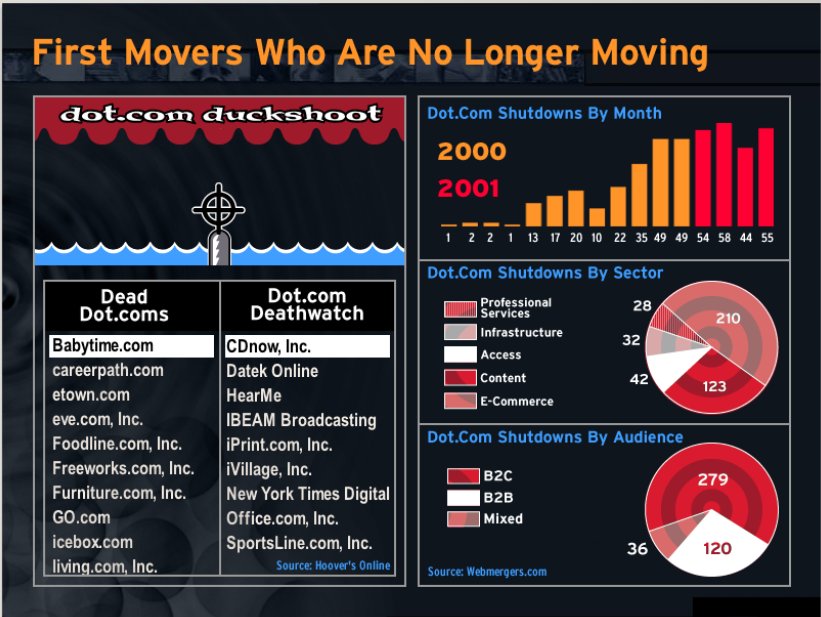 First Movers Who Are No Longer Moving
dot.com duckshoot
Dead
Dot.coms
Babytime.com
careerpath.com
etown.com
eve.com, Inc.
Foodline.com, Inc.
Freeworks.com, Inc.
Furniture.com, Inc.
GO.com
icebox.com
living.com, Inc.
Dot.com
Deathwatch
CDnow, Inc.
Datek Online
HearMe
IBEAM Broadcasting
iPrint.com, Inc.
iVillage, Inc.
New York Times Digital
Office.com, Inc.
SportsLine.com, Inc.
Source: Hoover's Online
Dot.Com Shutdowns By Month
2000
2001
1 2 2 1 13 17 20 10 22 35 49 49 54 58 44 55
Dot.Com Shutdowns By Sector
Professional
Services
Infrastructure
Access
Content
E-Commerce
28
210
32
42
123
Dot.Com Shutdowns By Audience
B2C
B2B
Mixed
279
36
120
Source: Webmergers.com